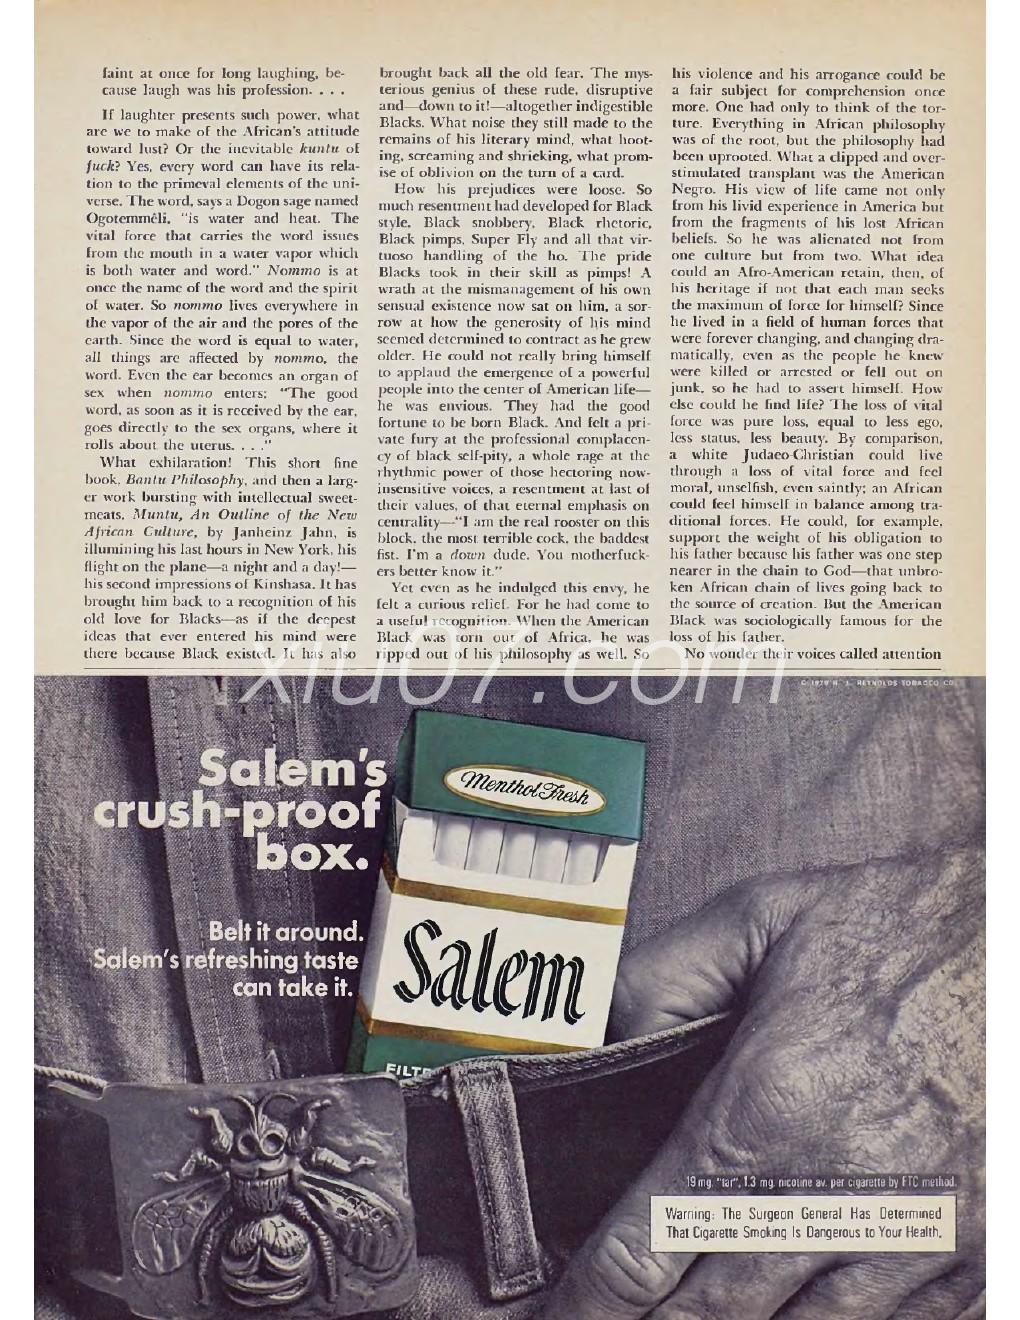 faint at once for long laughing, be-
cause laugh was his profession. . . .
If laughter presents such power, what
are we to make of the African's attitude
toward lust? Or the inevitable kuntu of
fuck? Yes, every word can have its rela-
tion to the primeval elements of the uni-
verse. The word, says a Dogon sage named
Ogotemmêli, "is water and heat. The
vital force that carries the word issues
from the mouth in a water vapor which
is both water and word." Nommo is at
once the name of the word and the spirit
of water. So nommo lives everywhere in
the vapor of the air and the pores of the
earth. Since the word is equal to water,
all things are affected by nommo, the
word. Even the ear becomes an organ of
sex when nommo enters: "The good
word, as soon as it is received by the ear,
goes directly to the sex organs, where it
rolls about the uterus. . . ."
What exhilaration! This short fine
book, Bantu Philosophy, and then a larg-
er work bursting with intellectual sweet-
meats, Muntu, An Outline of the New
African Culture, by Janheinz Jahn, is
illumining his last hours in New York, his
flight on the plane—a night and a day!—
his second impressions of Kinshasa. It has
brought him back to a recognition of his
old love for Blacks—as if the deepest
ideas that ever entered his mind were
there because Black existed. It has also
brought back all the old fear. The mys-
terious genius of these rude, disruptive
and—down to it!—altogether indigestible
Blacks. What noise they still made to the
remains of his literary mind, what hoot-
ing, screaming and shrieking, what prom-
ise of oblivion on the turn of a card.
How his prejudices were loose. So
much resentment had developed for Black
style, Black snobbery, Black rhetoric,
Black pimps, Super Fly and all that vir-
tuoso handling of the ho. The pride
Blacks took in their skill as pimps! A
wrath at the mismanagement of his own
sensual existence now sat on him, a sor-
row at how the generosity of his mind
seemed determined to contract as he grew
older. He could not really bring himself
to applaud the emergence of a powerful
people into the center of American life—
he was envious. They had the good
fortune to be born Black. And felt a pri-
vate fury at the professional complacen-
cy of black self-pity, a whole rage at the
rhythmic power of those hectoring now-
insensitive voices, a resentment at last of
their values, of that eternal emphasis on
centrality—"I am the real rooster on this
block, the most terrible cock, the baddest
fist. I'm a down dude. You motherfuck-
ers better know it."
Yet even as he indulged this envy, he
felt a curious relief. For he had come to
a useful recognition. When the American
Black was torn out of Africa, he was
ripped out of his philosophy as well. So
his violence and his arrogance could be
a fair subject for comprehension once
more. One had only to think of the tor-
ture. Everything in African philosophy
was of the root, but the philosophy had
been uprooted. What a clipped and over-
stimulated transplant was the American
Negro. His view of life came not only
from his livid experience in America but
from the fragments of his lost African
beliefs. So he was alienated not from
one culture but from two. What idea
could an Afro-American retain, then, of
his heritage if not that each man seeks
the maximum of force for himself? Since
he lived in a field of human forces that
were forever changing, and changing dra-
matically, even as the people he knew
were killed or arrested or fell out on
junk, so he had to assert himself. How
else could he find life? The loss of vital
force was pure loss, equal to less ego,
less status, less beauty. By comparison,
a white Judaeo-Christian could live
through a loss of vital force and feel
moral, unselfish, even saintly; an African
could feel himself in balance among tra-
ditional forces. He could, for example,
support the weight of his obligation to
his father because his father was one step
nearer in the chain to God—that unbro-
ken African chain of lives going back to
the source of creation. But the American
Black was sociologically famous for the
loss of his father.
No wonder their voices called attention
xiu07.com
R. J. REYNOLDS TOBACCO CO.
Salem's
crush-proof
box.
Belt it around.
Salem's refreshing taste
can take it.
Menthol Fresh
Salem
FILTE
19 mg. "tar", 1.3 mg. nicotine av. per cigarette by FTC method.
Warning: The Surgeon General Has Determined
That Cigarette Smoking Is Dangerous to Your Health.